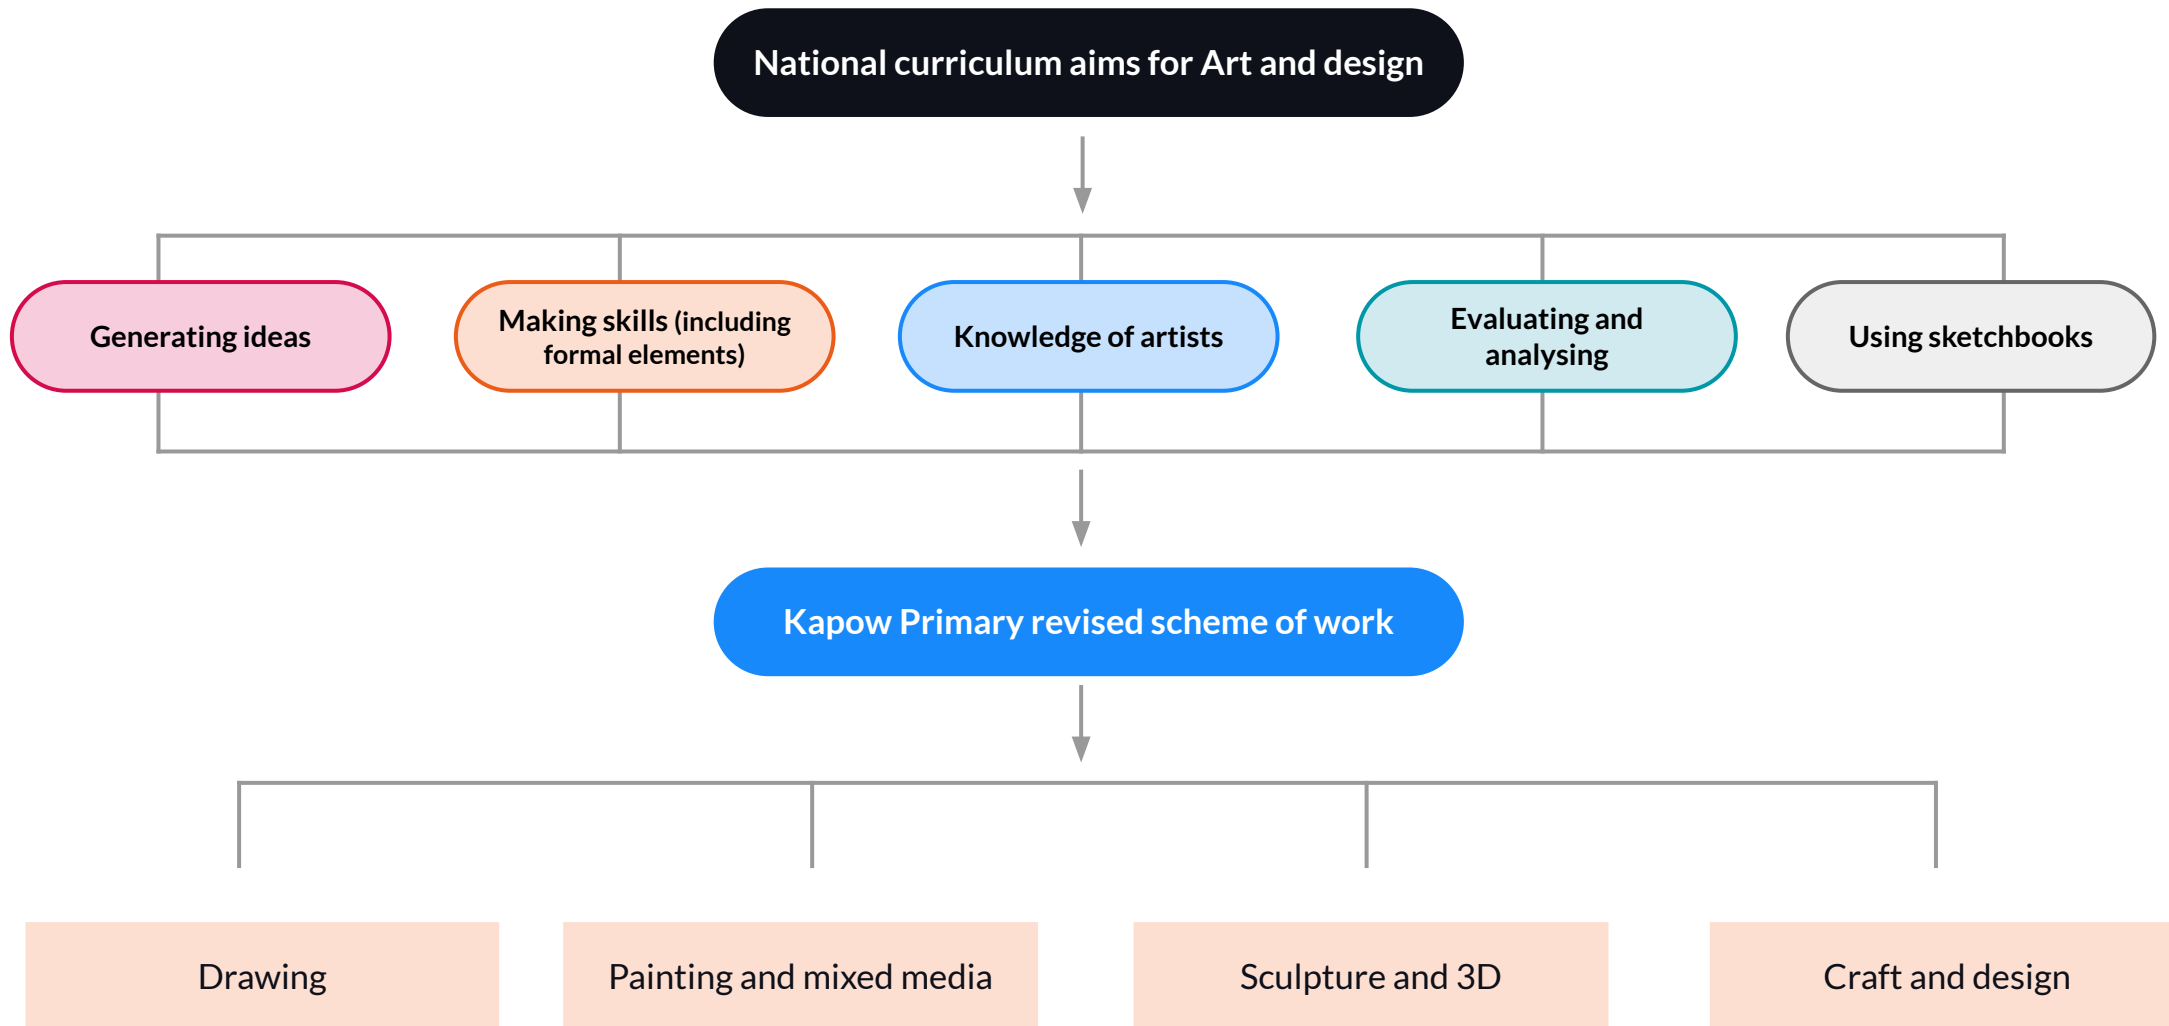 National curriculum aims for Art and design
Generating ideas
Making skills (including
formal elements)
Knowledge of artists
Evaluating and
analysing
Using sketchbooks
Kapow Primary revised scheme of work
Drawing
Painting and mixed media
Sculpture and 3D
Craft and design